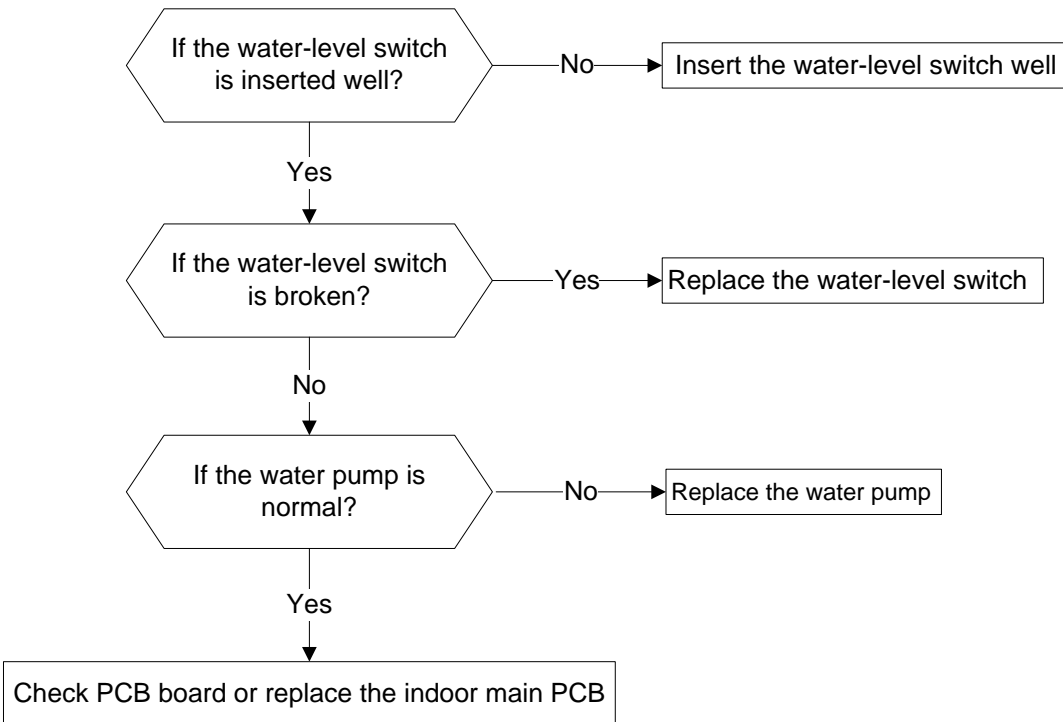 If the water-level switch
is inserted well?
No
Insert the water-level switch well
Yes
If the water-level switch
is broken?
Yes
Replace the water-level switch
No
If the water pump is
normal?
No
Replace the water pump
Yes
Check PCB board or replace the indoor main PCB